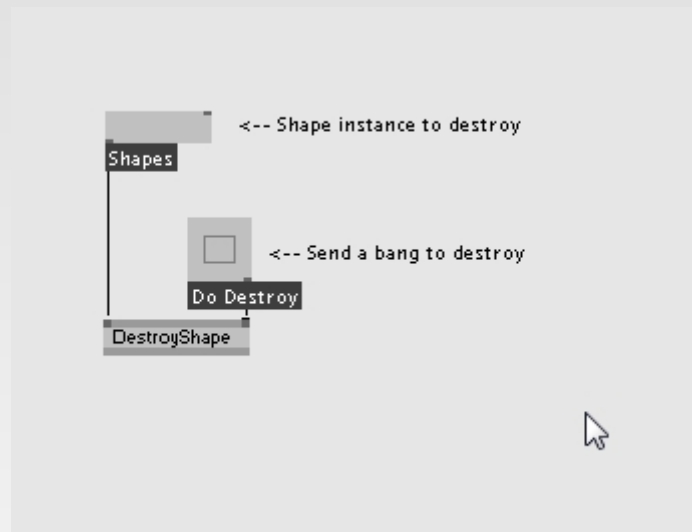 <-- Shape instance to destroy
Shapes
<-- Send a bang to destroy
Do Destroy
DestroyShape